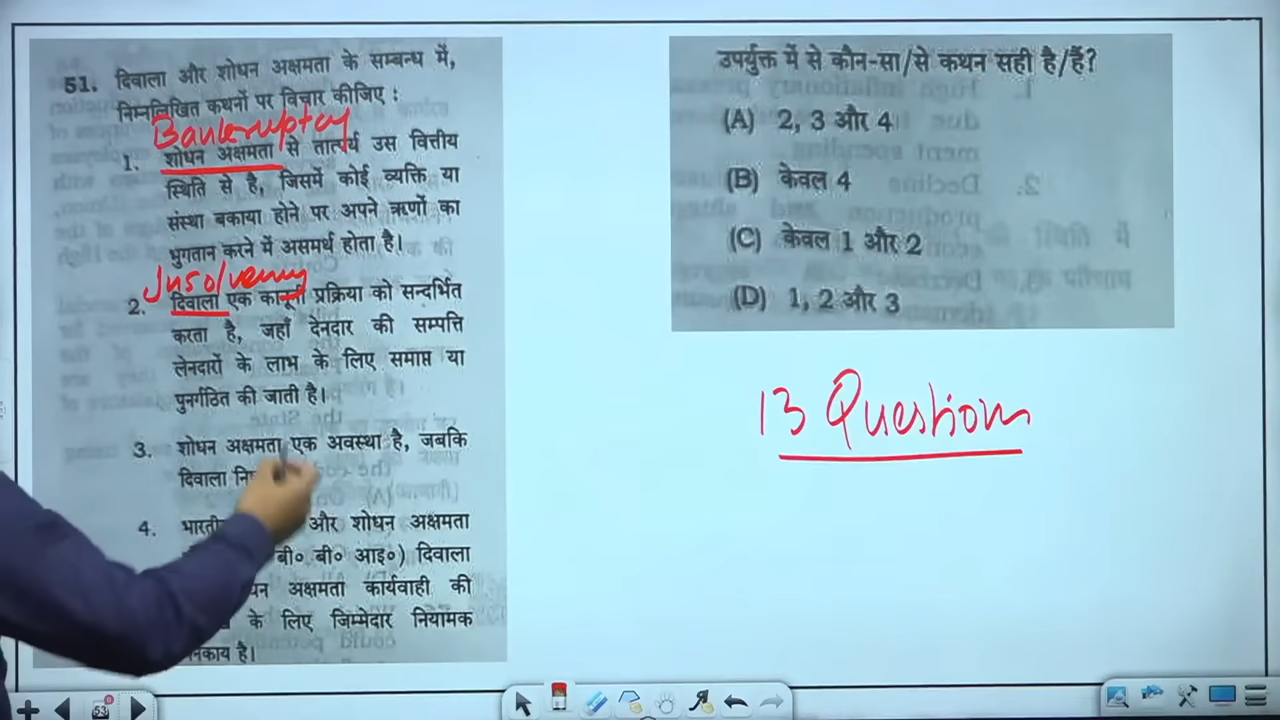 51. दिवाला और शोधन अक्षमता के सम्बन्ध में,
निम्नलिखित कथनों पर विचार कीजिए :
Bankruptcy
1. शोधन अक्षमता से तात्पर्य उस वित्तीय
स्थिति से है, जिसमें कोई व्यक्ति या
संस्था बकाया होने पर अपने ऋणों का
भुगतान करने में असमर्थ होता है।
Insolvency
2. दिवाला एक कानूनी प्रक्रिया को सन्दर्भित
करता है, जहाँ देनदार की सम्पत्ति
लेनदारों के लाभ के लिए समाप्त या
पुनर्गठित की जाती है।
3. शोधन अक्षमता एक अवस्था है, जबकि
दिवाला
4. और शोधन अक्षमता
बी० बी० आइ०) दिवाला
अक्षमता कार्यवाही की
के लिए जिम्मेदार नियामक
है।
उपर्युक्त में से कौन-सा/से कथन सही है/हैं?
(A) 2, 3 और 4
(B) केवल 4
(C) केवल 1 और 2
(D) 1, 2 और 3
13 Questions
53